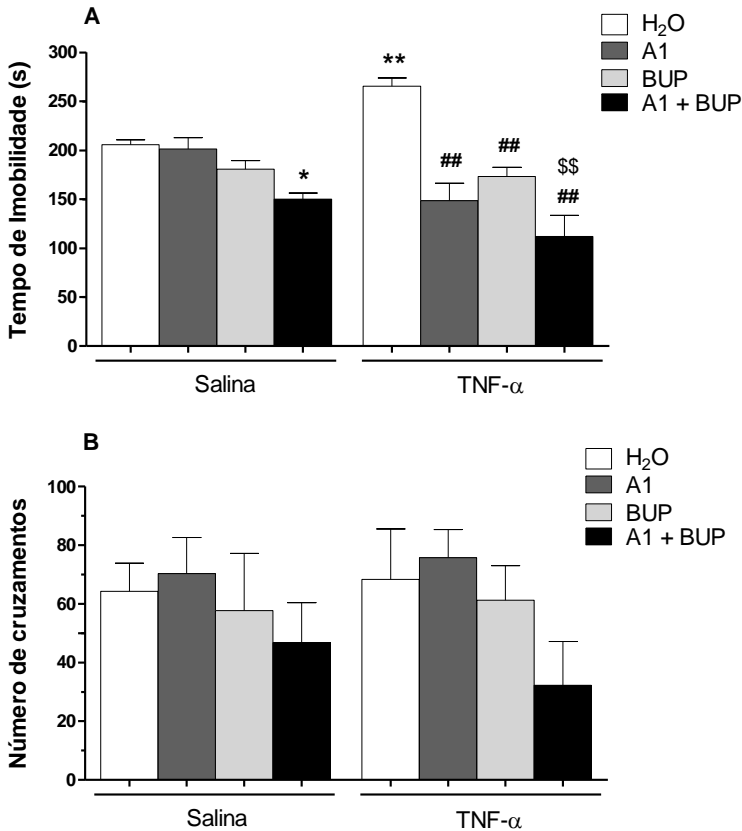 A
H₂O
A1
BUP
A1 + BUP
Tempo de Imobilidade (s)
300
250
200
150
100
50
0
*
**
##
##
$$
##
Salina
TNF-α
B
H₂O
A1
BUP
A1 + BUP
Número de cruzamentos
100
80
60
40
20
0
Salina
TNF-α